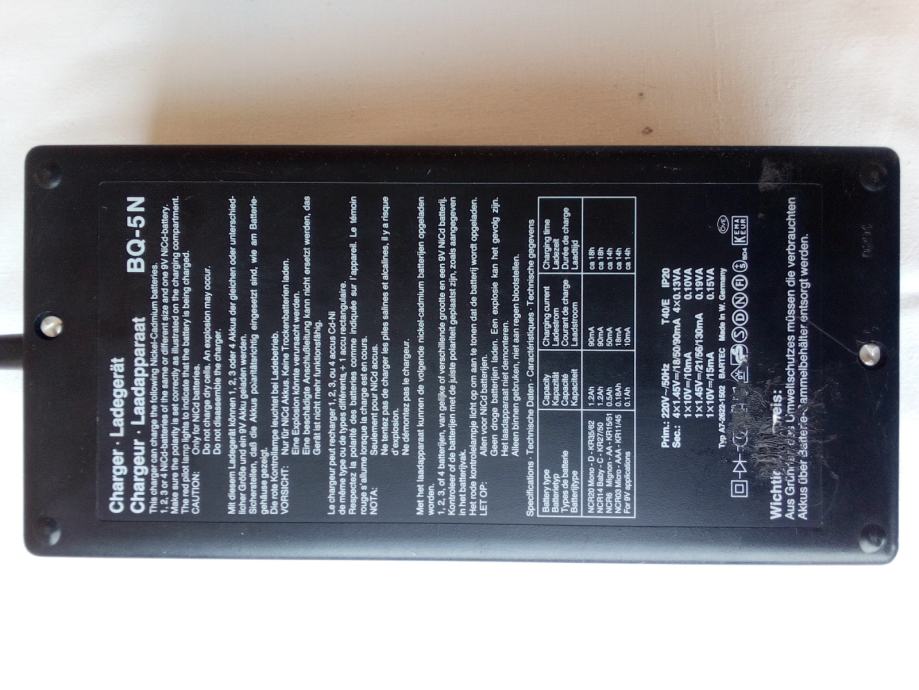 Charger · Ladegerät
Chargeur · Laadapparaat BQ-5 N
The charger can charge the following Nickel-Cadmium batteries.
1, 2, 3 or 4 batteries of same or different size and one 9V NiCd-battery.
Make sure the polarity is set correctly as illustrated on the charging compartment.
The red pilot lamp lights to indicate that the battery is being charged.
CAUTION: Only for NiCd batteries.
Do not charge dry cells. An explosion may occur.
Do not disassemble the charger.
Mit diesem Ladegerät können 1, 2, 3 oder 4 Akkus der gleichen oder unterschied-
licher Größe und ein 9V Akku geladen werden.
Sicherstellen, daß die Akkus polaritätsrichtig eingesetzt sind, wie am Batterie-
gehäuse gezeigt.
Die rote Kontrollampe leuchtet bei Ladebetrieb.
VORSICHT: Nur für NiCd Akkus. Keine Trockenbatterien laden.
Eine Explosion könnte verursacht werden.
Eine beschädigte Anschlußleitung kann nicht ersetzt werden, das
Gerät ist nicht mehr funktionsfähig.
Le chargeur peut recharger 1, 2, 3, ou 4 accus Cd-Ni
de même type ou de types différents, + 1 accu rectangulaire.
Respectez la polarité des batteries comme indiquée sur l'appareil. Le témoin
rouge s'allume lorsque la charge est en cours.
NOTA: Seulement pour NiCd accus.
Ne tentez pas de charger les piles salines et alcalines, il y a risque
d'explosion.
Ne démontez pas le chargeur.
Met het laadapparaat kunnen de volgende nickel-cadmium batterijen opgeladen
worden.
1, 2, 3, of 4 batterijen, van gelijke of verschillende grootte en een 9V NiCd batterij.
Kontroleer of de batterijen met de juiste polariteit geplaatst zijn, zoals aangegeven
in het batterijvak.
Het rode kontrolelampje licht op om aan te tonen dat de batterij wordt opgeladen.
LET OP: Alleen voor NiCd batterijen.
Geen droge batterijen laden. Een explosie kan het gevolg zijn.
Het laadapparaat niet demonteren.
Alleen binnen gebruiken, niet aan regen blootstellen.
Specifications · Technische Daten · Caractéristiques · Technische gegevens
Battery type Capacity Charging current Charging time
Batterietype Kapazität Ladestrom Ladezeit
Types de batterie Capacité Courant de charge Durée de charge
Batterijtype Kapaciteit Laadstroom Laadtijd
NCR20 Mono - D - KR35/62 1.2Ah 90mA ca 18h
NCR14 Baby - C - KR27/50 1.2Ah 90mA ca 18h
NCR6 Mignon - AA - KR15/51 0.5Ah 50mA ca 14h
NCR03 Micro - AAA - KR11/45 0.18Ah 18mA ca 14h
For 9V applications 0.1Ah 10mA ca 14h
Prim.: 220V~/50Hz T40/E IP20
Sec.: 4×1.45V⎓/18/50/90mA 4×0.13VA
1×10V⎓/10mA 0.10VA
1×1.45V⎓21/56/130mA 0.19VA
1×10V⎓/15mA 0.15VA
Typ A7-2622-1502 BARTEC Made in W. Germany
S D N FI
ÖVE
KEMA
KEUR
Aus Umweltschutzes müssen die verbrauchten
Akkus über Batterie-Sammelbehälter entsorgt werden.